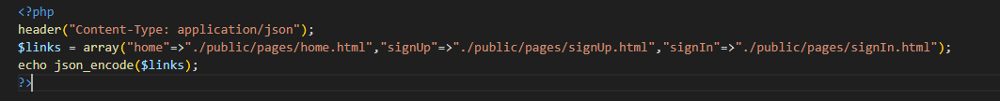 <?php
header("Content-Type: application/json");
$links = array("home"=>"./public/pages/home.html","signUp"=>"./public/pages/signUp.html","signIn"=>"./public/pages/signIn.html");
echo json_encode($links);
?>